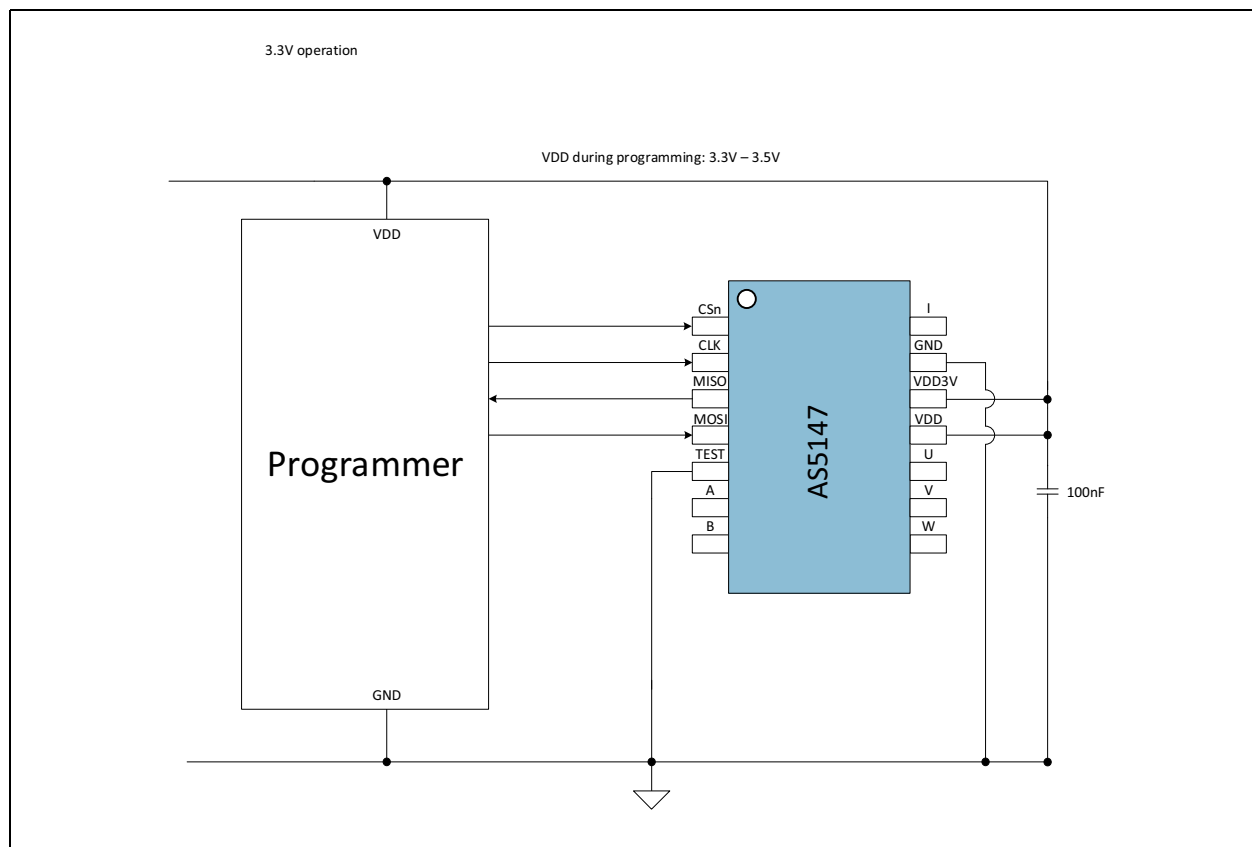 3.3V operation
VDD during programming: 3.3V – 3.5V
VDD
CSn
I
CLK
GND
MISO
VDD3V
MOSI
VDD
Programmer
TEST
U
AS5147
A
V
100nF
B
W
GND